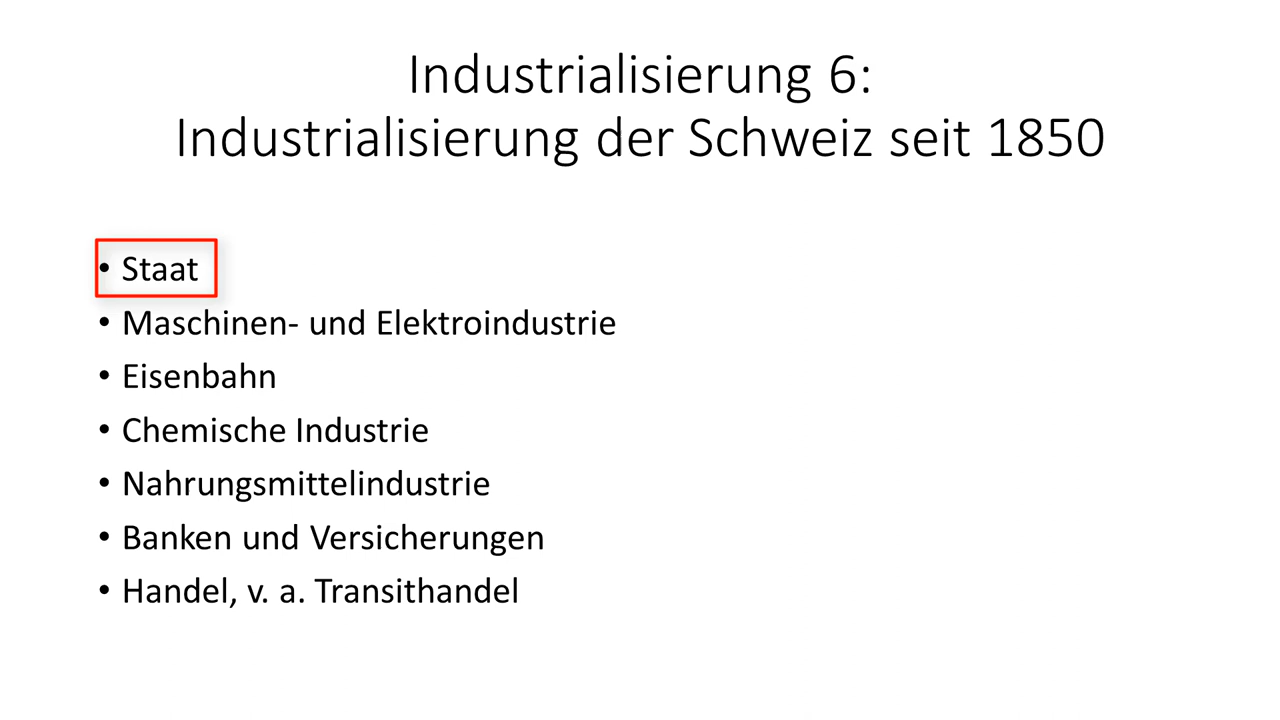 Industrialisierung 6:
Industrialisierung der Schweiz seit 1850
• Staat
• Maschinen- und Elektroindustrie
• Eisenbahn
• Chemische Industrie
• Nahrungsmittelindustrie
• Banken und Versicherungen
• Handel, v. a. Transithandel